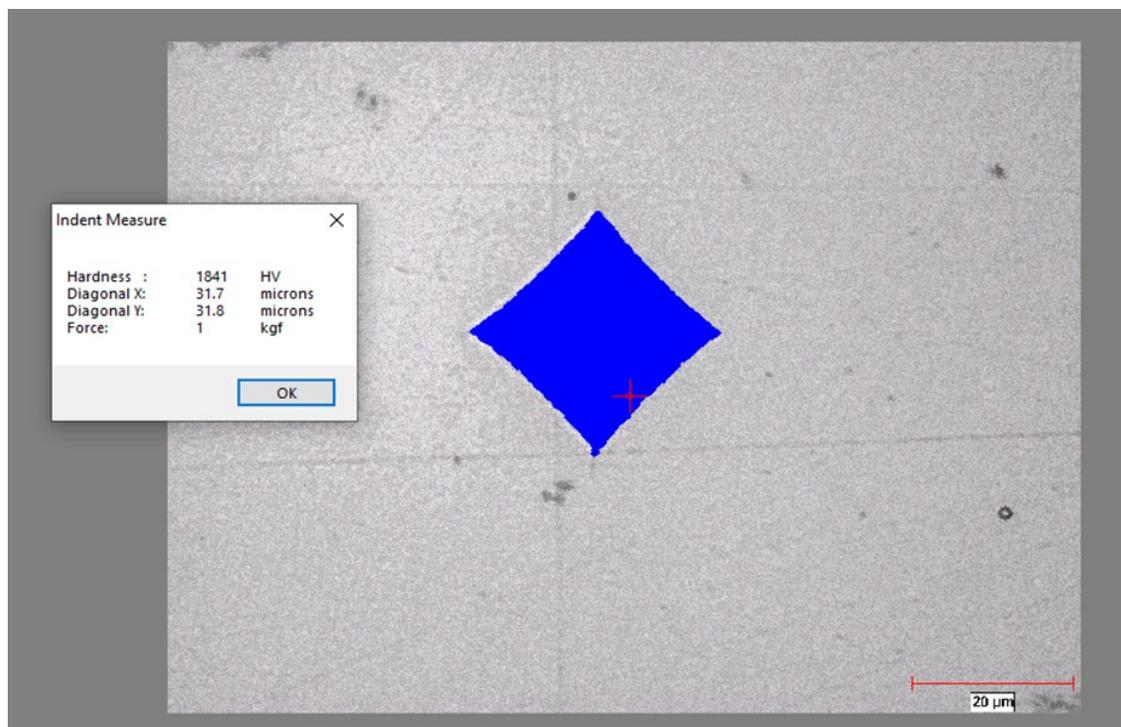 Indent Measure
Hardness : 1841 HV
Diagonal X: 31.7 microns
Diagonal Y: 31.8 microns
Force: 1 kgf
OK
20 µm